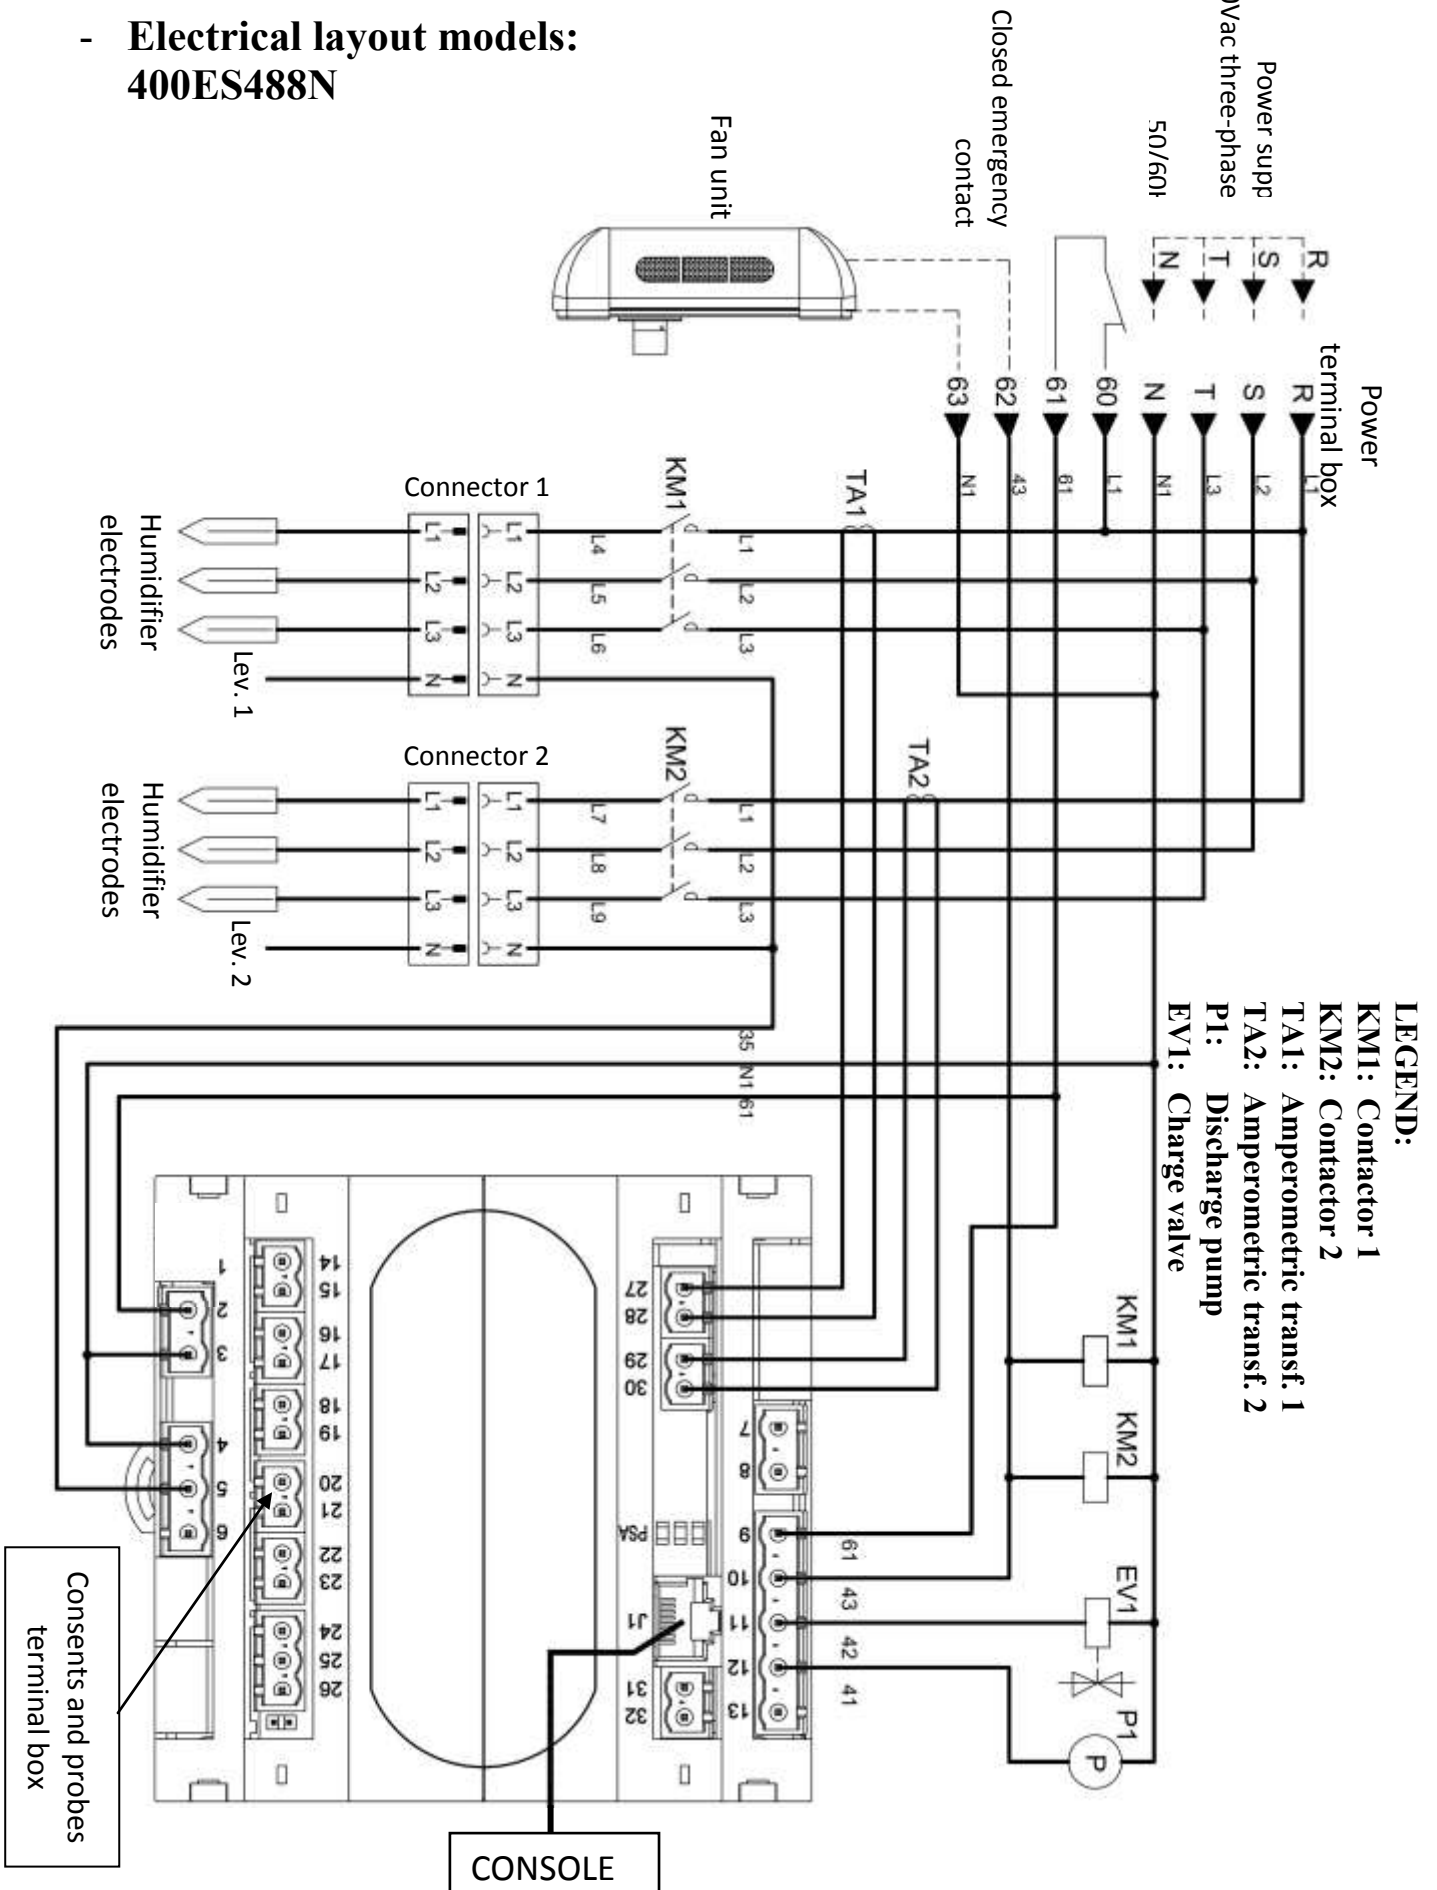 - Electrical layout models:
400ES488N
0Vac three-phase
Power supp
50/60H
Closed emergency
contact
Fan unit
R
S
T
N
Power
terminal box
R
S
T
N
60
61
62
63
L1
L2
L3
N1
L1
61
43
N1
TA1
KM1
L1
L2
L3
L4
L5
L6
Connector 1
L1
L2
L3
N
L1
L2
L3
N
Humidifier
electrodes
Lev. 1
TA2
KM2
L1
L2
L3
L7
L8
L9
Connector 2
L1
L2
L3
N
L1
L2
L3
N
Humidifier
electrodes
Lev. 2
35 N1 61
LEGEND:
KM1: Contactor 1
KM2: Contactor 2
TA1: Amperometric transf. 1
TA2: Amperometric transf. 2
P1: Discharge pump
EV1: Charge valve
KM1
KM2
EV1
P1
P
61
43
42
41
1
2
3
4
5
6
14
15
16
17
18
19
20
21
22
23
24
25
26
27
28
29
30
PSA
J1
31
32
7
8
9
10
11
12
13
Consents and probes
terminal box
CONSOLE